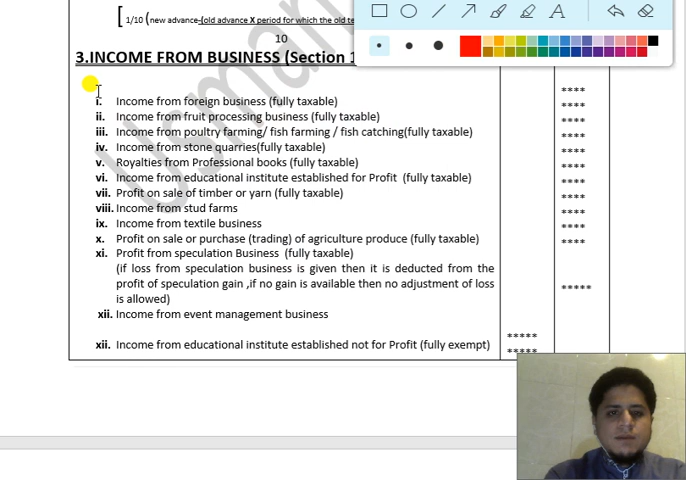 1/10 (new advance-(old advance X period for which the old te
10
3.INCOME FROM BUSINESS (Section 1
****
i. Income from foreign business (fully taxable) ****
ii. Income from fruit processing business (fully taxable) ****
iii. Income from poultry farming/ fish farming / fish catching(fully taxable) ****
iv. Income from stone quarries(fully taxable) ****
v. Royalties from Professional books (fully taxable) ****
vi. Income from educational institute established for Profit (fully taxable) ****
vii. Profit on sale of timber or yarn (fully taxable) ****
viii. Income from stud farms ****
ix. Income from textile business ****
x. Profit on sale or purchase (trading) of agriculture produce (fully taxable) ****
xi. Profit from speculation Business (fully taxable)
(if loss from speculation business is given then it is deducted from the
profit of speculation gain ,if no gain is available then no adjustment of loss *****
is allowed)
xii. Income from event management business
*****
xii. Income from educational institute established not for Profit (fully exempt) *****
Usman
A